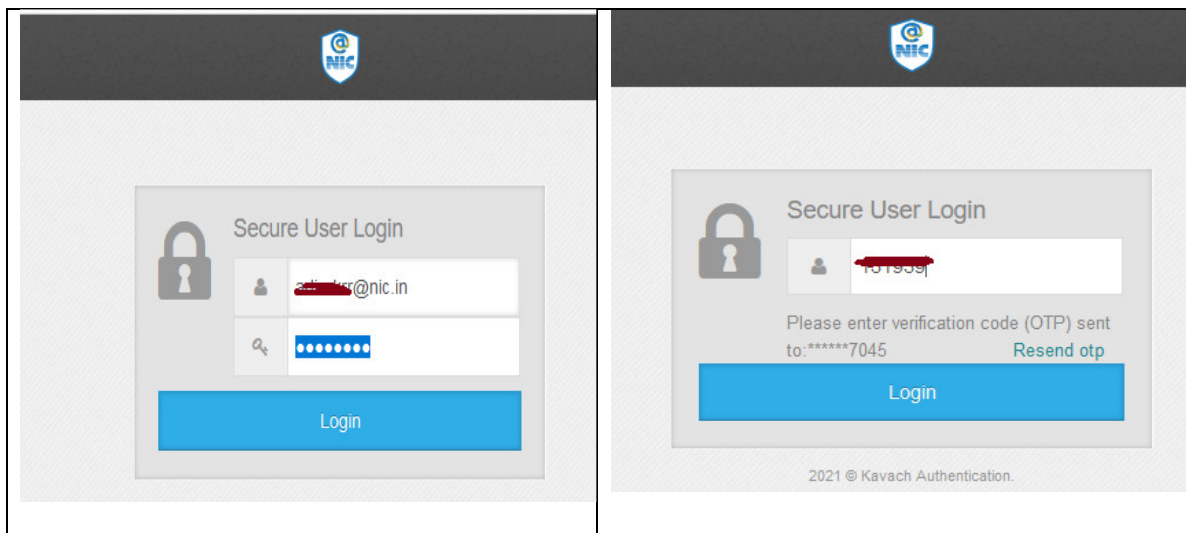 @
NIC
Secure User Login
@nic.in
Login
@
NIC
Secure User Login
Please enter verification code (OTP) sent
to:******7045 Resend otp
Login
2021 © Kavach Authentication.